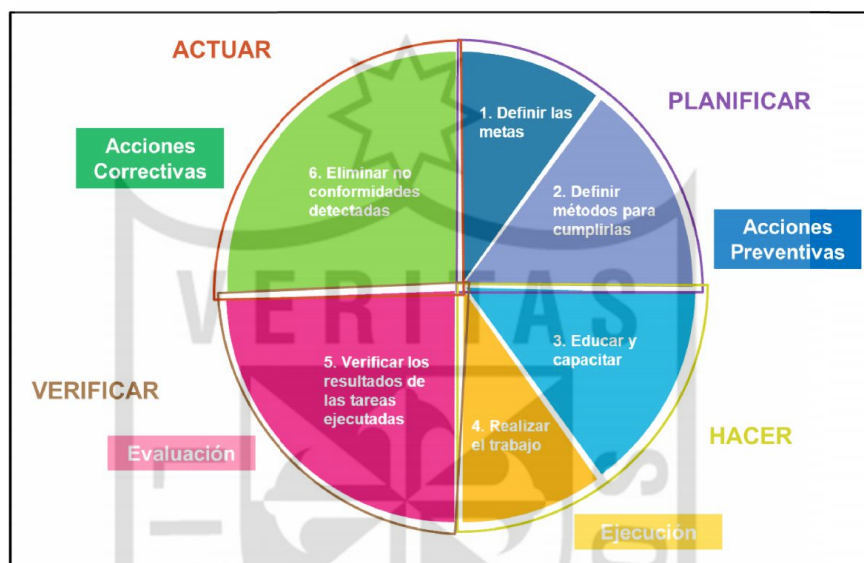 ACTUAR
PLANIFICAR
Acciones
Correctivas
1. Definir las
metas
6. Eliminar no
conformidades
detectadas
2. Definir
métodos para
cumplirlas
Acciones
Preventivas
VERITAS
5. Verificar los
resultados de
las tareas
ejecutadas
3. Educar y
capacitar
VERIFICAR
HACER
4. Realizar
el trabajo
Evaluación
Ejecución